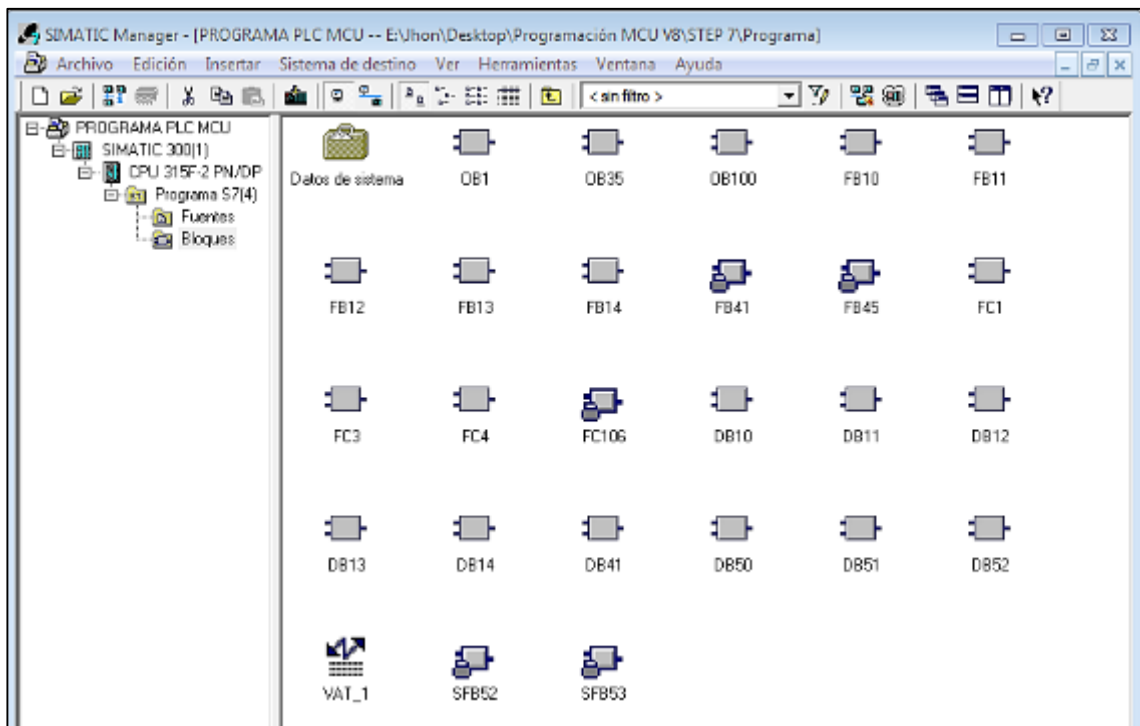 SIMATIC Manager - [PROGRAMA PLC MCU -- E:\Jhon\Desktop\Programación MCU V8\STEP 7\Programa]
Archivo Edición Insertar Sistema de destino Ver Herramientas Ventana Ayuda
< sin filtro >
PROGRAMA PLC MCU
SIMATIC 300(1)
CPU 315F-2 PN/DP
Programa S7(4)
Fuentes
Bloques
Datos de sistema OB1 OB35 OB100 FB10 FB11
FB12 FB13 FB14 FB41 FB45 FC1
FC3 FC4 FC106 DB10 DB11 DB12
DB13 DB14 DB41 DB50 DB51 DB52
VAT_1 SFB52 SFB53